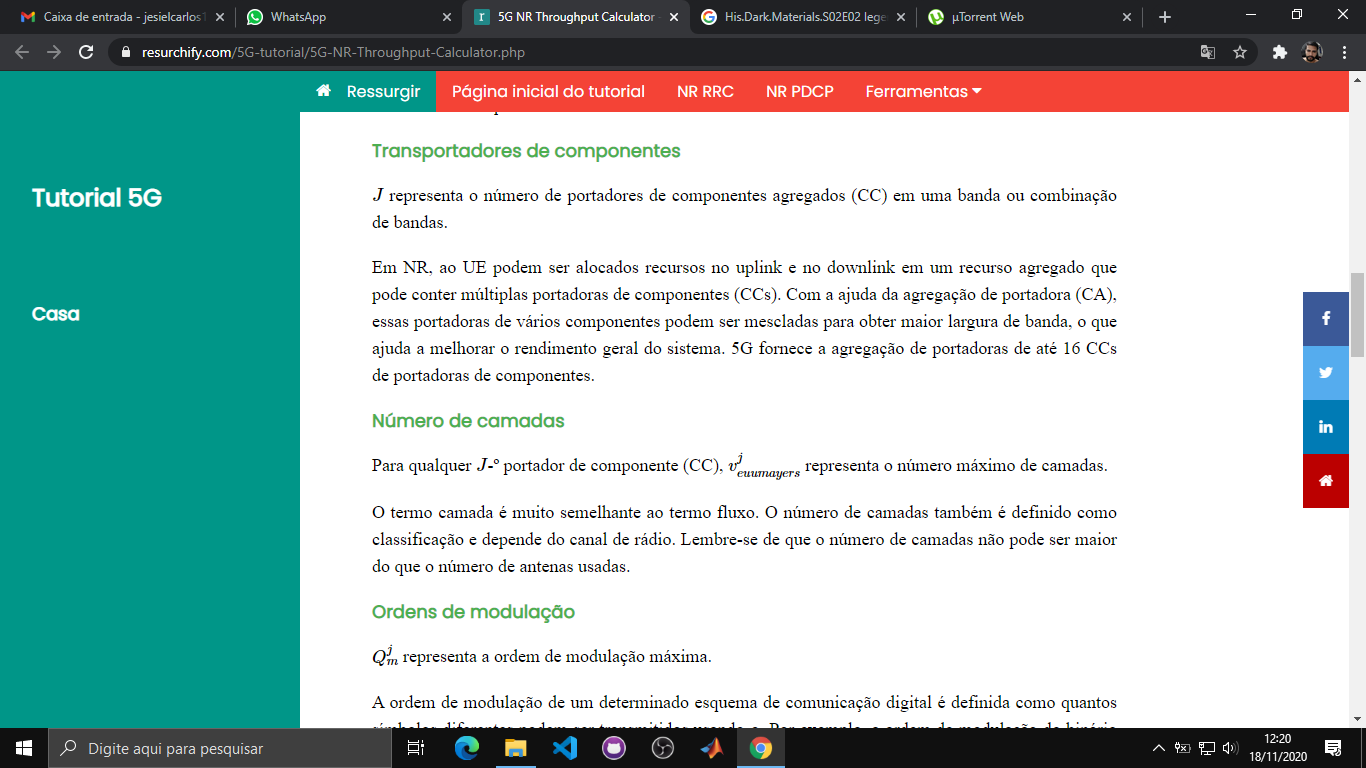 Caixa de entrada - jesielcarlos1
WhatsApp
5G NR Throughput Calculator -
His.Dark.Materials.S02E02 lege
µTorrent Web
resurchify.com/5G-tutorial/5G-NR-Throughput-Calculator.php
Ressurgir
Página inicial do tutorial
NR RRC
NR PDCP
Ferramentas
Tutorial 5G
Casa
Transportadores de componentes
J representa o número de portadores de componentes agregados (CC) em uma banda ou combinação
de bandas.
Em NR, ao UE podem ser alocados recursos no uplink e no downlink em um recurso agregado que
pode conter múltiplas portadoras de componentes (CCs). Com a ajuda da agregação de portadora (CA),
essas portadoras de vários componentes podem ser mescladas para obter maior largura de banda, o que
ajuda a melhorar o rendimento geral do sistema. 5G fornece a agregação de portadoras de até 16 CCs
de portadoras de componentes.
Número de camadas
Para qualquer J-º portador de componente (CC), v^j_euumayers representa o número máximo de camadas.
O termo camada é muito semelhante ao termo fluxo. O número de camadas também é definido como
classificação e depende do canal de rádio. Lembre-se de que o número de camadas não pode ser maior
do que o número de antenas usadas.
Ordens de modulação
Q^j_m representa a ordem de modulação máxima.
A ordem de modulação de um determinado esquema de comunicação digital é definida como quantos
Digite aqui para pesquisar
12:20
18/11/2020